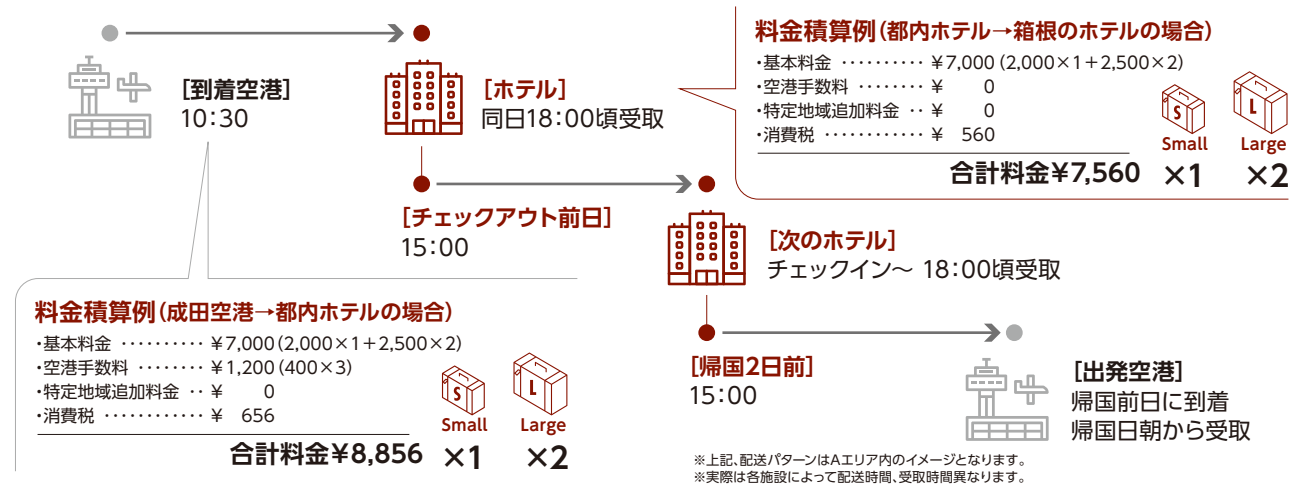 [到着空港]
10:30
[ホテル]
同日18:00頃受取
料金積算例(都内ホテル→箱根のホテルの場合)
・基本料金 ·········· ¥7,000 (2,000×1+2,500×2)
・空港手数料 ········ ¥ 0
・特定地域追加料金 ·· ¥ 0
・消費税 ············ ¥ 560
合計料金¥7,560
S
Small
×1
L
Large
×2
[チェックアウト前日]
15:00
[次のホテル]
チェックイン~ 18:00頃受取
料金積算例(成田空港→都内ホテルの場合)
・基本料金 ·········· ¥7,000 (2,000×1+2,500×2)
・空港手数料 ········ ¥1,200 (400×3)
・特定地域追加料金 ·· ¥ 0
・消費税 ············ ¥ 656
合計料金¥8,856
S
Small
×1
L
Large
×2
[帰国2日前]
15:00
[出発空港]
帰国前日に到着
帰国日朝から受取
※上記、配送パターンはAエリア内のイメージとなります。
※実際は各施設によって配送時間、受取時間異なります。